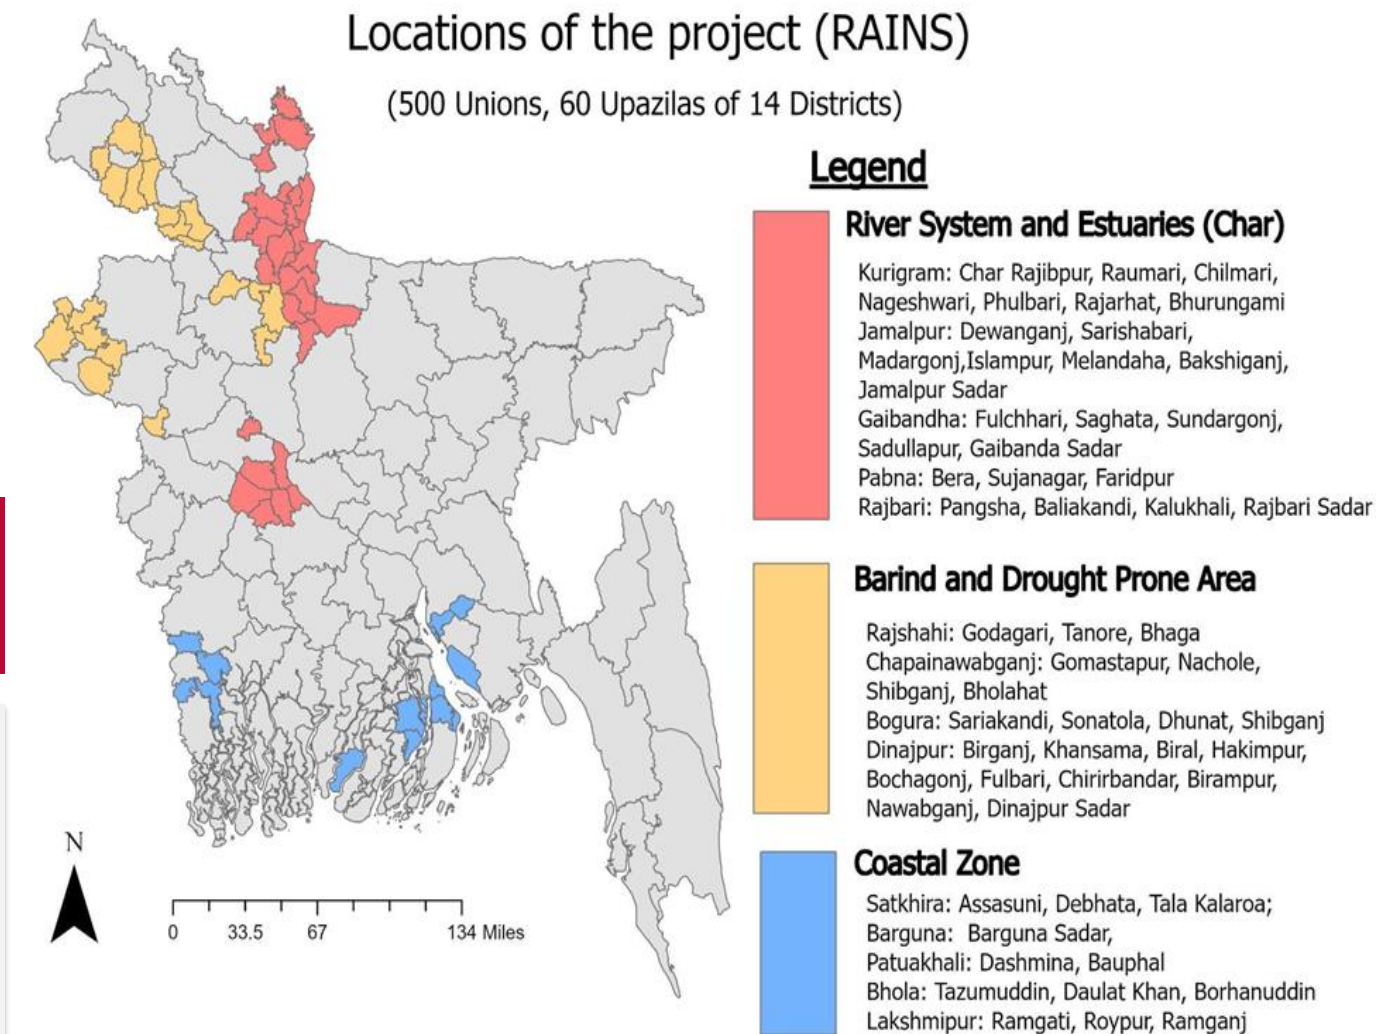 Locations of the project (RAINS)
(500 Unions, 60 Upazilas of 14 Districts)
Legend
River System and Estuaries (Char)
Kurigram: Char Rajibpur, Raumari, Chilmari,
Nageshwari, Phulbari, Rajarhat, Bhurungami
Jamalpur: Dewanganj, Sarishabari,
Madargonj,Islampur, Melandaha, Bakshiganj,
Jamalpur Sadar
Gaibandha: Fulchhari, Saghata, Sundargonj,
Sadullapur, Gaibanda Sadar
Pabna: Bera, Sujanagar, Faridpur
Rajbari: Pangsha, Baliakandi, Kalukhali, Rajbari Sadar
Barind and Drought Prone Area
Rajshahi: Godagari, Tanore, Bhaga
Chapainawabganj: Gomastapur, Nachole,
Shibganj, Bholahat
Bogura: Sariakandi, Sonatola, Dhunat, Shibganj
Dinajpur: Birganj, Khansama, Biral, Hakimpur,
Bochagonj, Fulbari, Chirirbandar, Birampur,
Nawabganj, Dinajpur Sadar
Coastal Zone
Satkhira: Assasuni, Debhata, Tala Kalaroa;
Barguna: Barguna Sadar,
Patuakhali: Dashmina, Bauphal
Bhola: Tazumuddin, Daulat Khan, Borhanuddin
Lakshmipur: Ramgati, Roypur, Ramganj
N
0 33.5 67 134 Miles